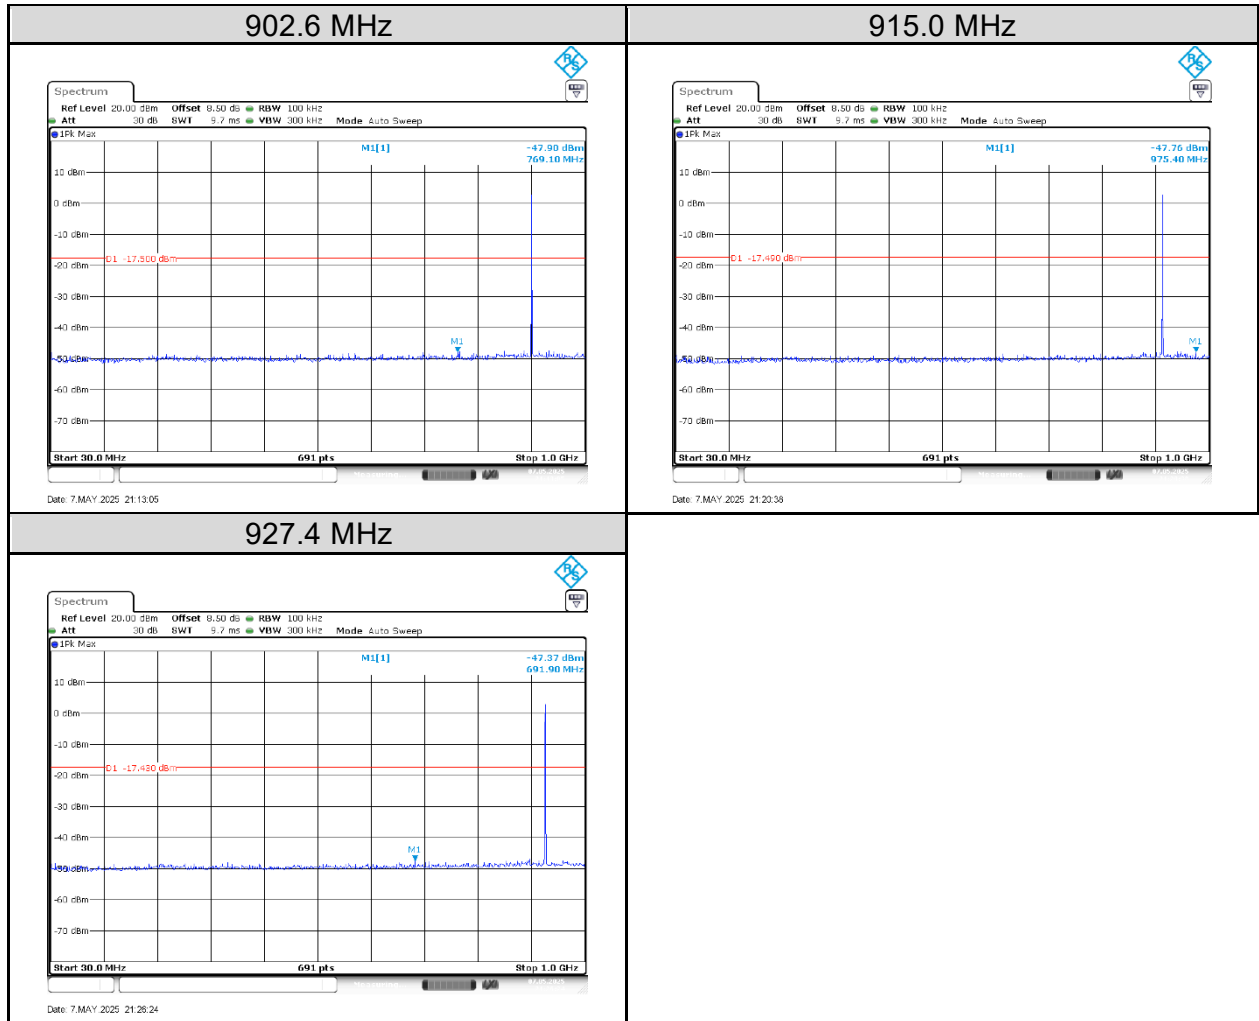 902.6 MHz
Spectrum
Ref Level 20.00 dBm Offset 8.50 dB RBW 100 kHz
Att 30 dB SWT 9.7 ms VBW 300 kHz Mode Auto Sweep
1Pk Max
M1[1] -47.90 dBm
769.10 MHz
10 dBm
0 dBm
-10 dBm
D1 -17.500 dBm
-20 dBm
-30 dBm
-40 dBm
M1
-50 dBm
-60 dBm
-70 dBm
Start 30.0 MHz 691 pts Stop 1.0 GHz
Date: 7.MAY.2025 21:13:05
915.0 MHz
Spectrum
Ref Level 20.00 dBm Offset 8.50 dB RBW 100 kHz
Att 30 dB SWT 9.7 ms VBW 300 kHz Mode Auto Sweep
1Pk Max
M1[1] -47.76 dBm
975.40 MHz
10 dBm
0 dBm
-10 dBm
D1 -17.490 dBm
-20 dBm
-30 dBm
-40 dBm
M1
-50 dBm
-60 dBm
-70 dBm
Start 30.0 MHz 691 pts Stop 1.0 GHz
Date: 7.MAY.2025 21:20:38
927.4 MHz
Spectrum
Ref Level 20.00 dBm Offset 8.50 dB RBW 100 kHz
Att 30 dB SWT 9.7 ms VBW 300 kHz Mode Auto Sweep
1Pk Max
M1[1] -47.37 dBm
691.90 MHz
10 dBm
0 dBm
-10 dBm
D1 -17.430 dBm
-20 dBm
-30 dBm
-40 dBm
M1
-50 dBm
-60 dBm
-70 dBm
Start 30.0 MHz 691 pts Stop 1.0 GHz
Date: 7.MAY.2025 21:26:24